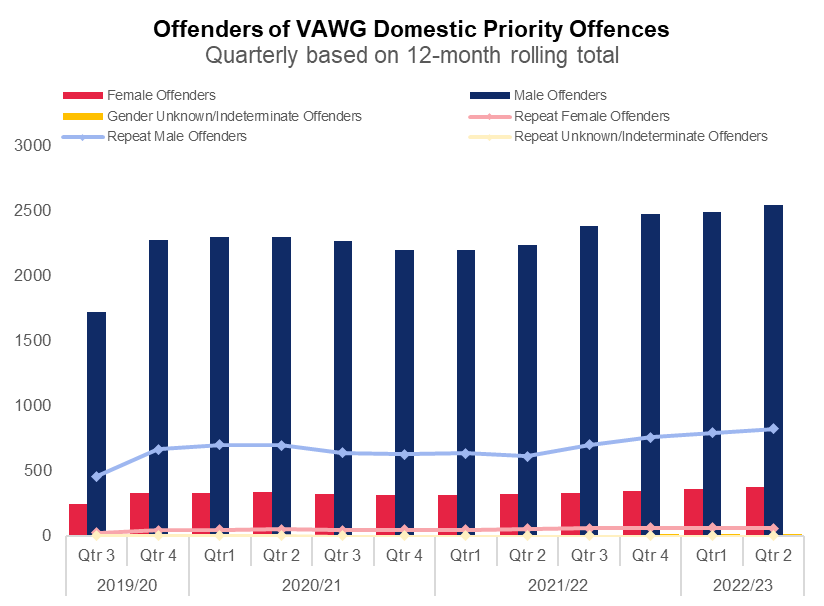 Offenders of VAWG Domestic Priority Offences
Quarterly based on 12-month rolling total
Female Offenders
Male Offenders
Gender Unknown/Indeterminate Offenders
Repeat Female Offenders
Repeat Male Offenders
Repeat Unknown/Indeterminate Offenders
3000
2500
2000
1500
1000
500
0
Qtr 3 Qtr 4 Qtr1 Qtr 2 Qtr 3 Qtr 4 Qtr1 Qtr 2 Qtr 3 Qtr 4 Qtr1 Qtr 2
2019/20 2020/21 2021/22 2022/23